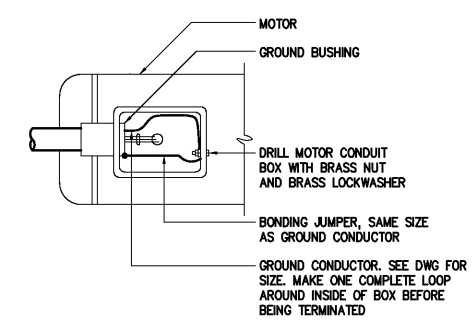 MOTOR
GROUND BUSHING
DRILL MOTOR CONDUIT
BOX WITH BRASS NUT
AND BRASS LOCKWASHER
BONDING JUMPER, SAME SIZE
AS GROUND CONDUCTOR
GROUND CONDUCTOR. SEE DWG FOR
SIZE. MAKE ONE COMPLETE LOOP
AROUND INSIDE OF BOX BEFORE
BEING TERMINATED